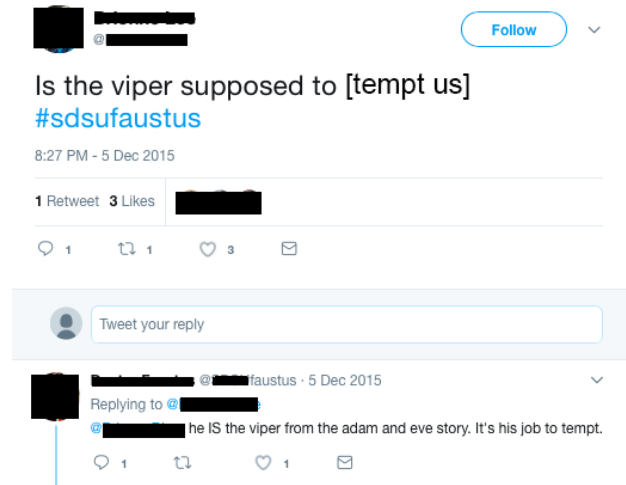 @
Follow
Is the viper supposed to [tempt us]
#sdsufaustus
8:27 PM - 5 Dec 2015
1 Retweet 3 Likes
1 1 3
Tweet your reply
@ faustus · 5 Dec 2015
Replying to @
@ he IS the viper from the adam and eve story. It's his job to tempt.
1 1